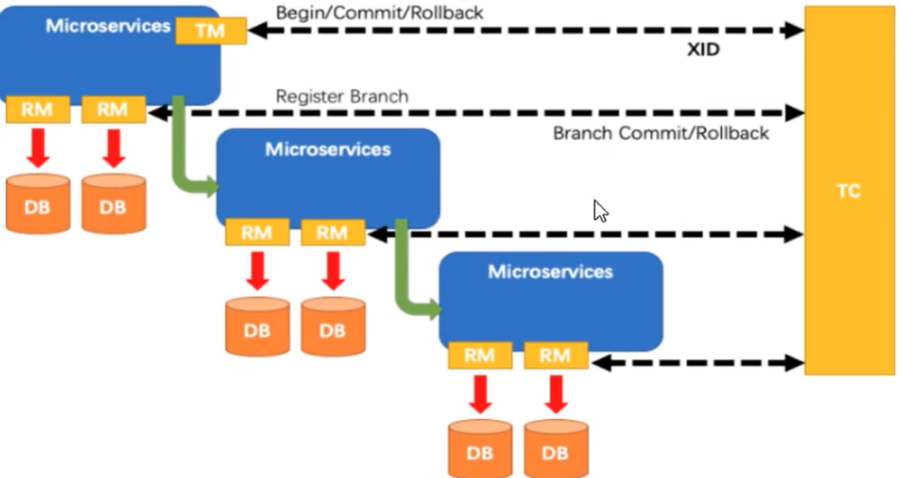 Begin/Commit/Rollback
Microservices
TM
XID
Register Branch
RM
RM
Branch Commit/Rollback
Microservices
TC
DB
DB
RM
RM
Microservices
DB
DB
RM
RM
DB
DB